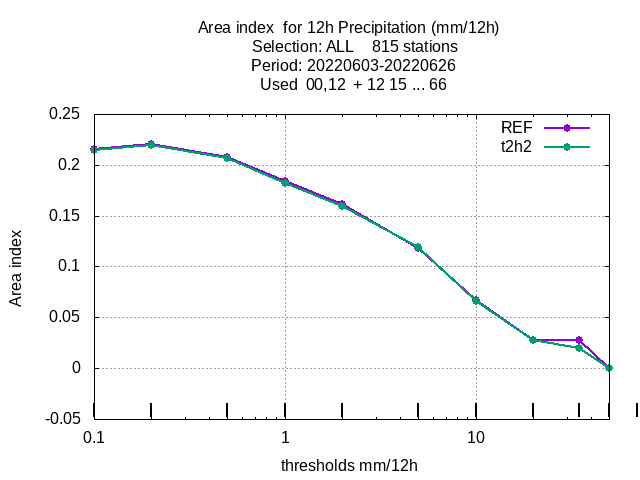 Area index  for 12h Precipitation (mm/12h)
Selection: ALL    815 stations
Period: 20220603-20220626
Used  00,12  + 12 15 ... 66
REF
t2h2
0.25
0.2
0.15
0.1
0.05
0
-0.05
Area index
0.1
1
10
thresholds mm/12h